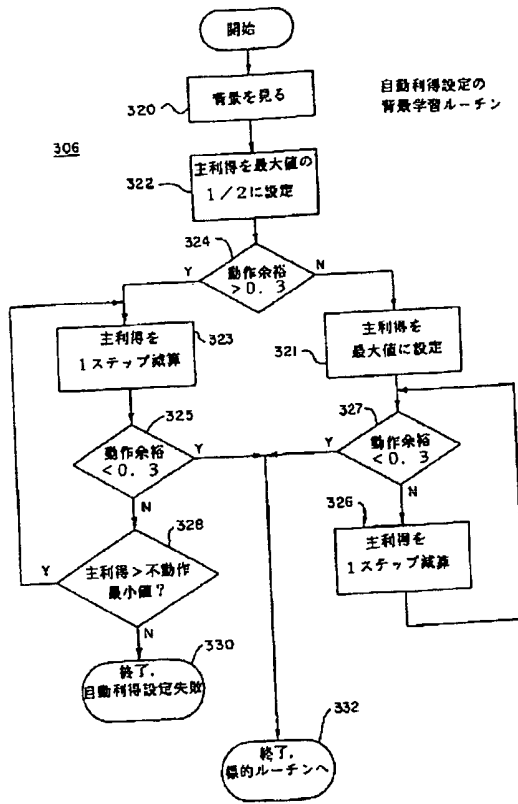 開始
自動利得設定の
背景学習ルーチン
背景を見る
320
306
主利得を最大値の
1/2に設定
322
324
動作余裕
>0.3
Y
N
主利得を
1ステップ減算
323
主利得を
最大値に設定
321
325
動作余裕
<0.3
Y
N
327
動作余裕
<0.3
Y
N
328
主利得>不動作
最小値?
Y
N
326
主利得を
1ステップ減算
330
終了,
自動利得設定失敗
332
終了,
標的ルーチンへ